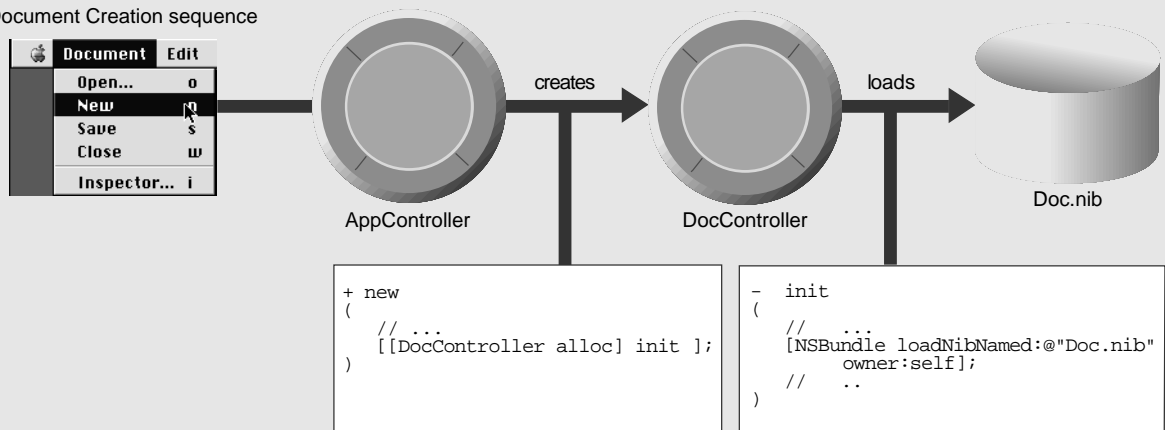 ocument Creation sequence
Document Edit
Open... o
New n
Save s
Close w
Inspector... i
creates
loads
AppController
DocController
Doc.nib
+ new
(
// ...
[[DocController alloc] init ];
)
- init
(
// ...
[NSBundle loadNibNamed:@"Doc.nib"
owner:self];
// ..
)